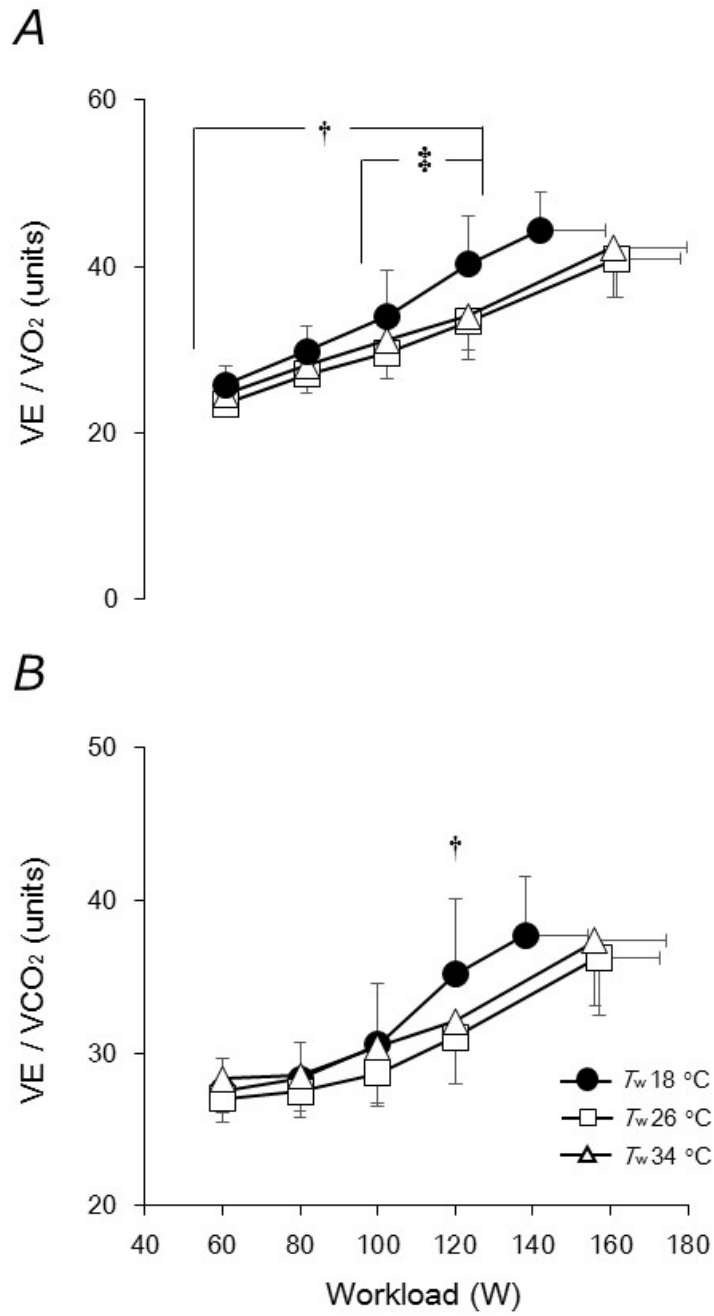 A
60
†
‡
40
VE / VO₂ (units)
20
0
B
50
†
40
VE / VCO₂ (units)
30
Tw 18 °C
Tw 26 °C
Tw 34 °C
20
40 60 80 100 120 140 160 180
Workload (W)